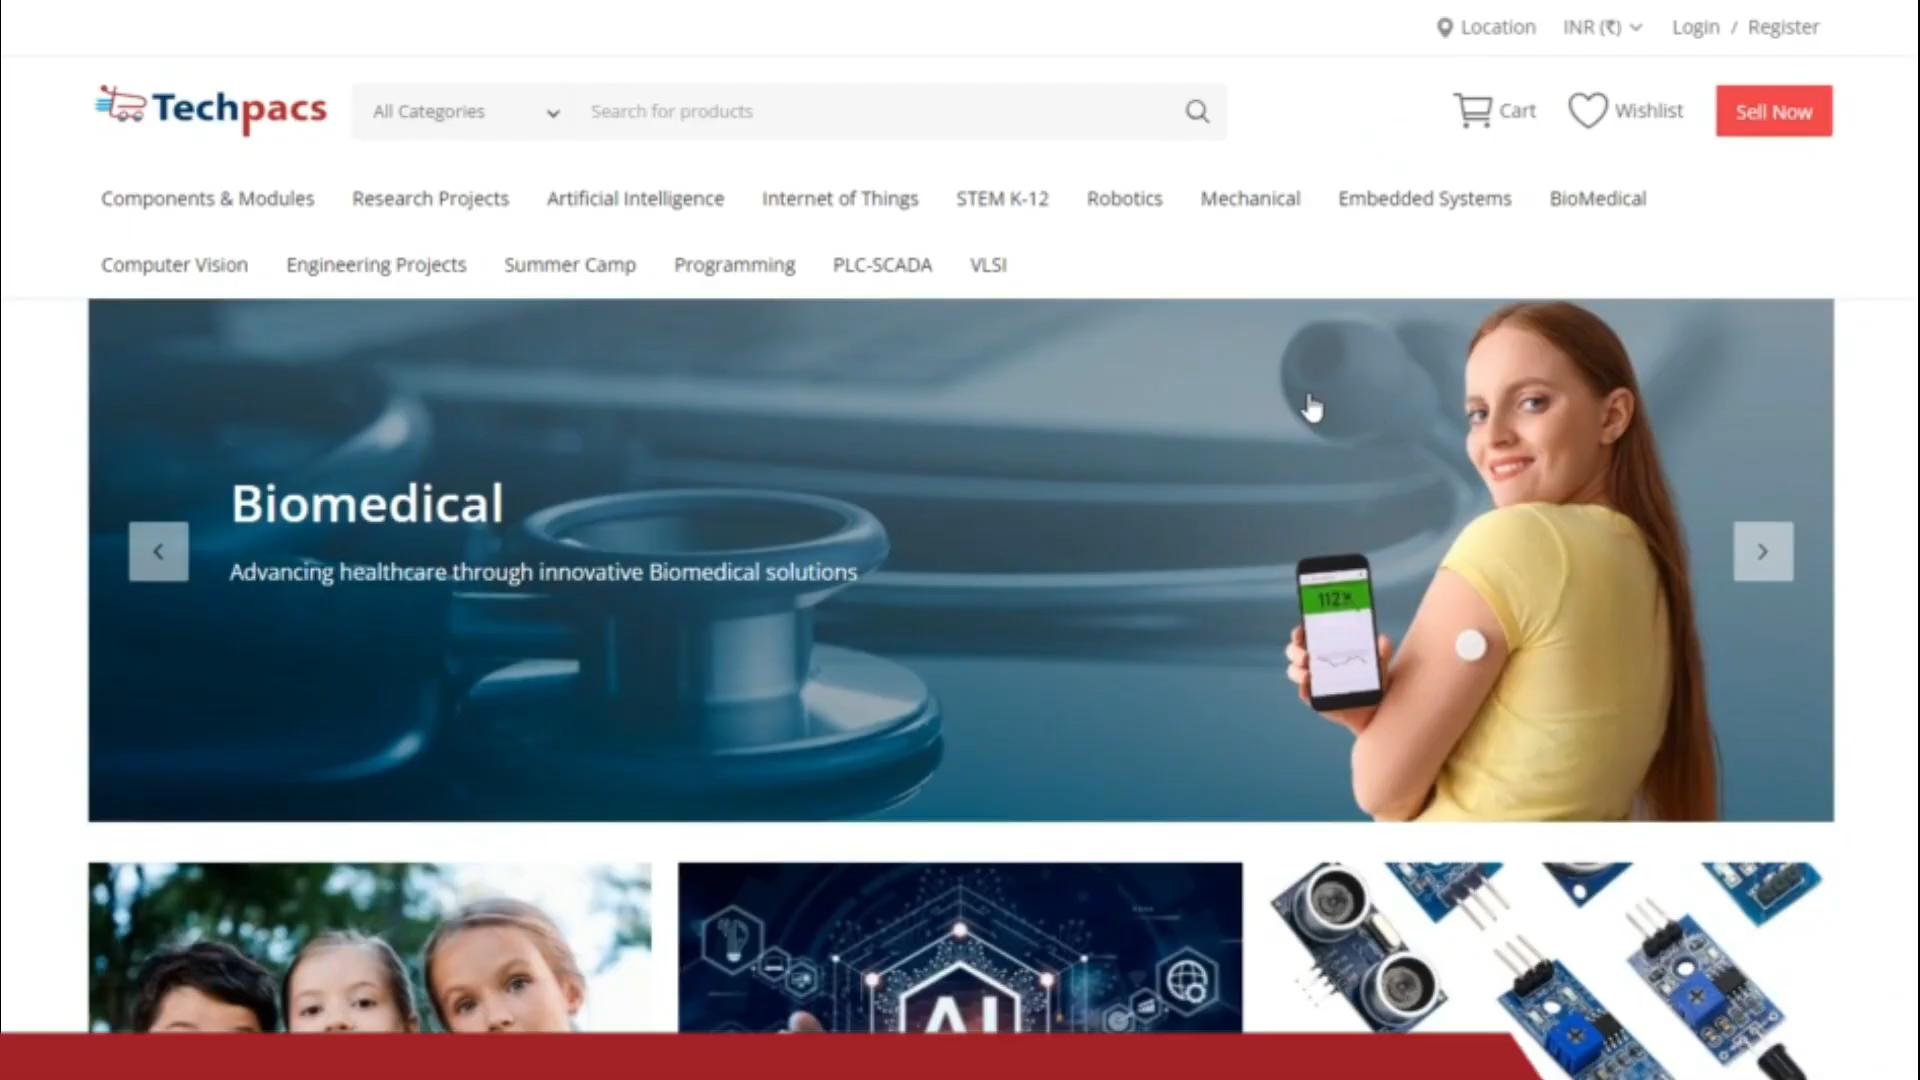 Location INR (₹) Login / Register
Techpacs All Categories Search for products Cart Wishlist Sell Now
Components & Modules Research Projects Artificial Intelligence Internet of Things STEM K-12 Robotics Mechanical Embedded Systems BioMedical
Computer Vision Engineering Projects Summer Camp Programming PLC-SCADA VLSI
Biomedical
Advancing healthcare through innovative Biomedical solutions
112
AI